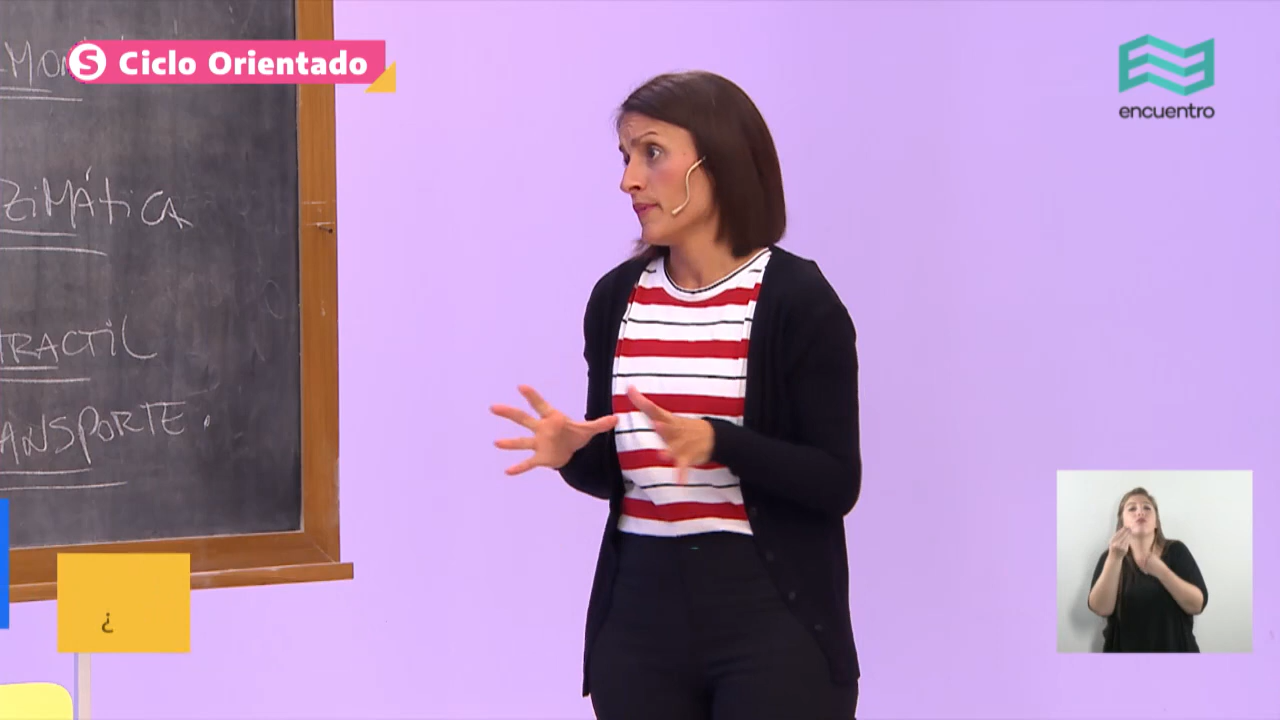 S Ciclo Orientado
encuentro
ZIMÁTICA
TRACTIL
ANSPORTE.
¿